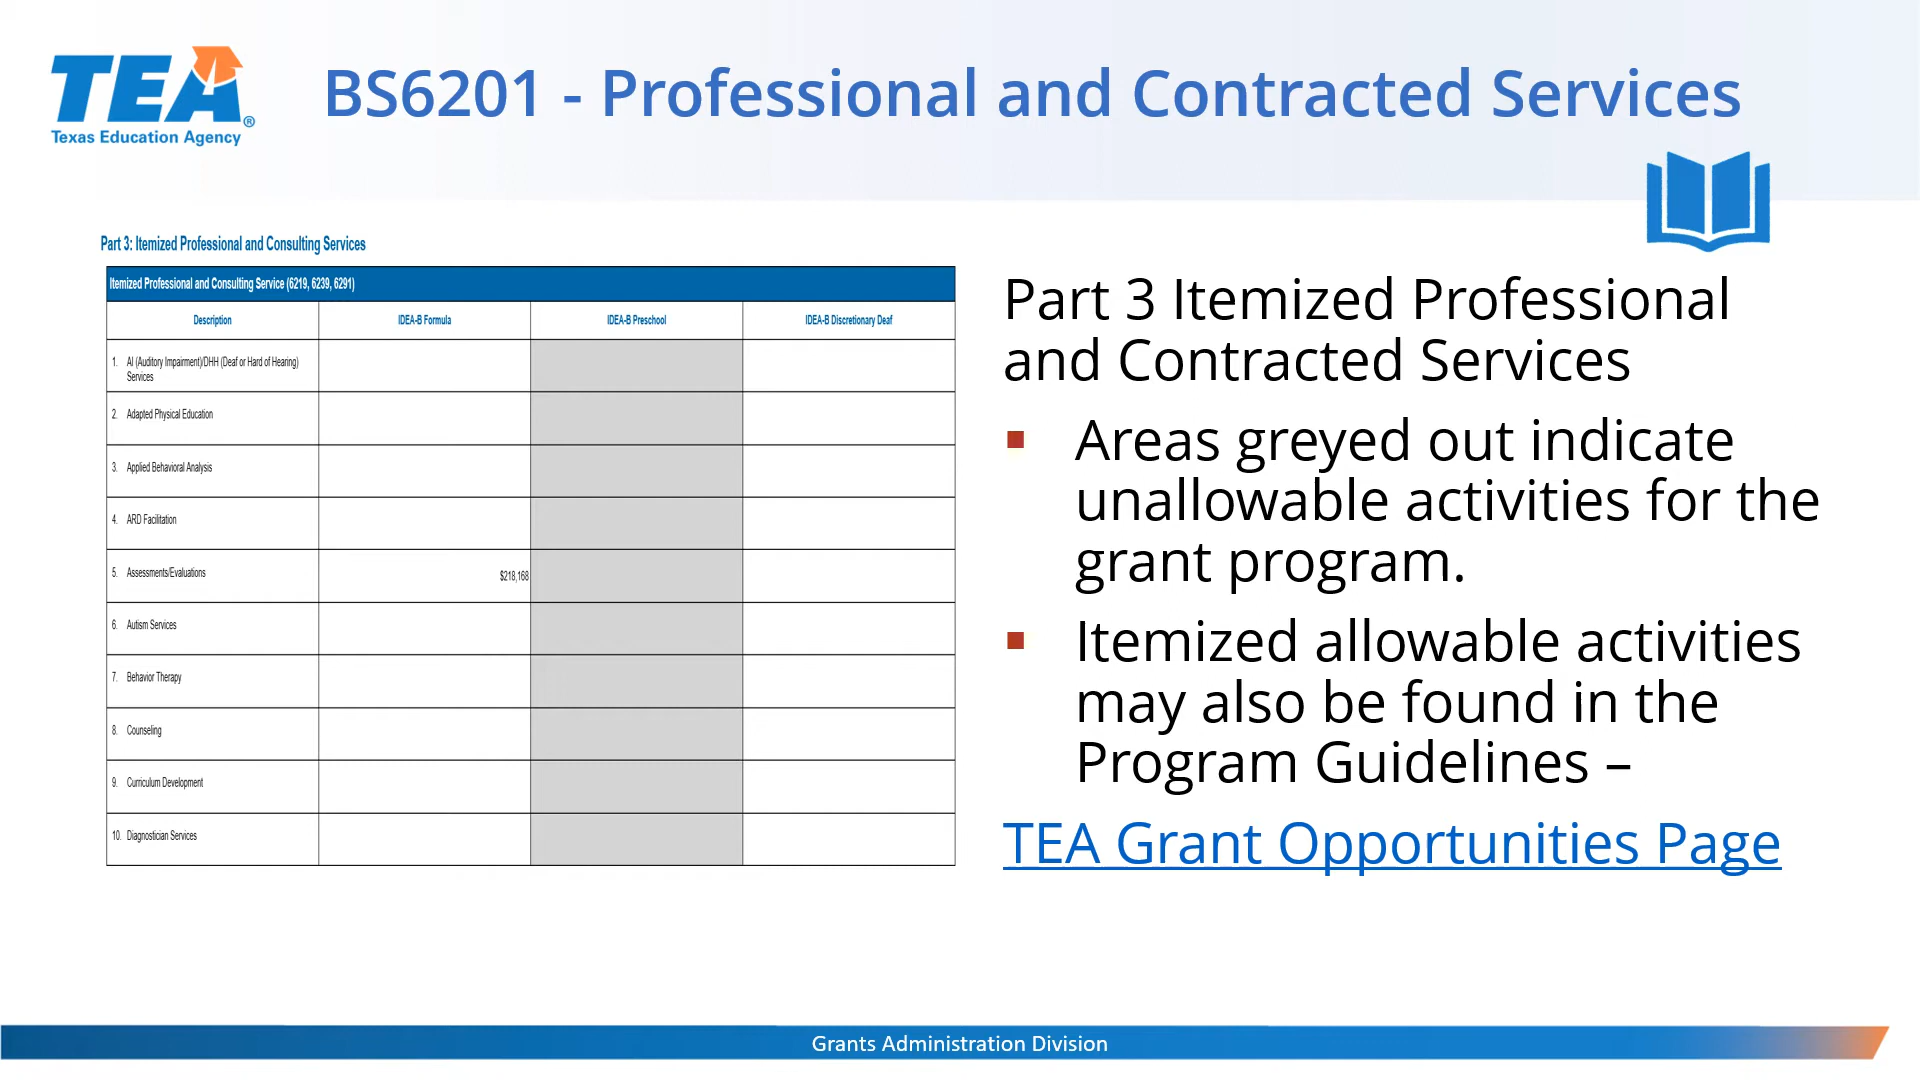 TEA®
Texas Education Agency
BS6201 - Professional and Contracted Services
Part 3: Itemized Professional and Consulting Services
Itemized Professional and Consulting Service (6219, 6239, 6291)
Description IDEA-B Formula IDEA-B Preschool IDEA-B Discretionary Deaf
1. AI (Auditory Impairment)/DHH (Deaf or Hard of Hearing)
Services
2. Adapted Physical Education
3. Applied Behavioral Analysis
4. ARD Facilitation
5. Assessments/Evaluations $218,168
6. Autism Services
7. Behavior Therapy
8. Counseling
9. Curriculum Development
10. Diagnostician Services
Part 3 Itemized Professional
and Contracted Services
▪ Areas greyed out indicate
unallowable activities for the
grant program.
▪ Itemized allowable activities
may also be found in the
Program Guidelines –
TEA Grant Opportunities Page
Grants Administration Division